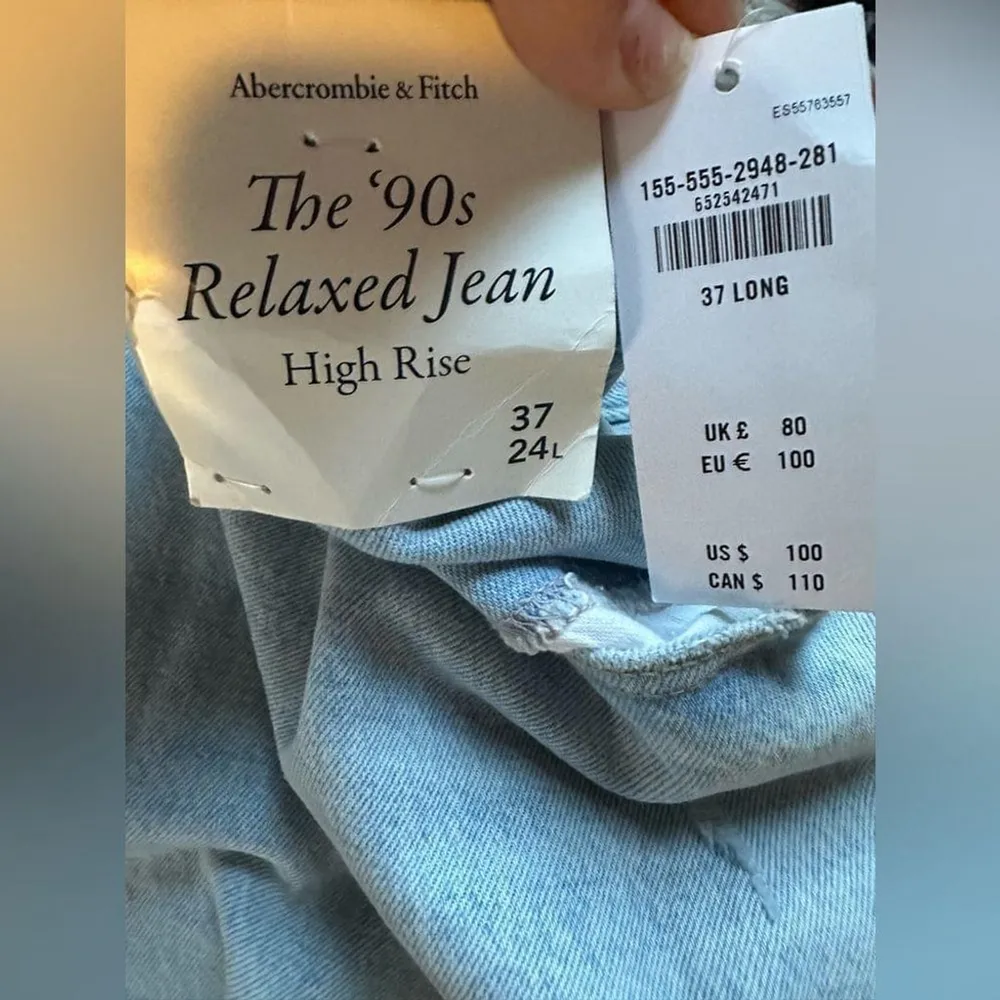 Abercrombie & Fitch
The ‘90s
Relaxed Jean
High Rise
37
24L
ES55763557
155-555-2948-281
652542471
37 LONG
UK £ 80
EU € 100
US $ 100
CAN $ 110